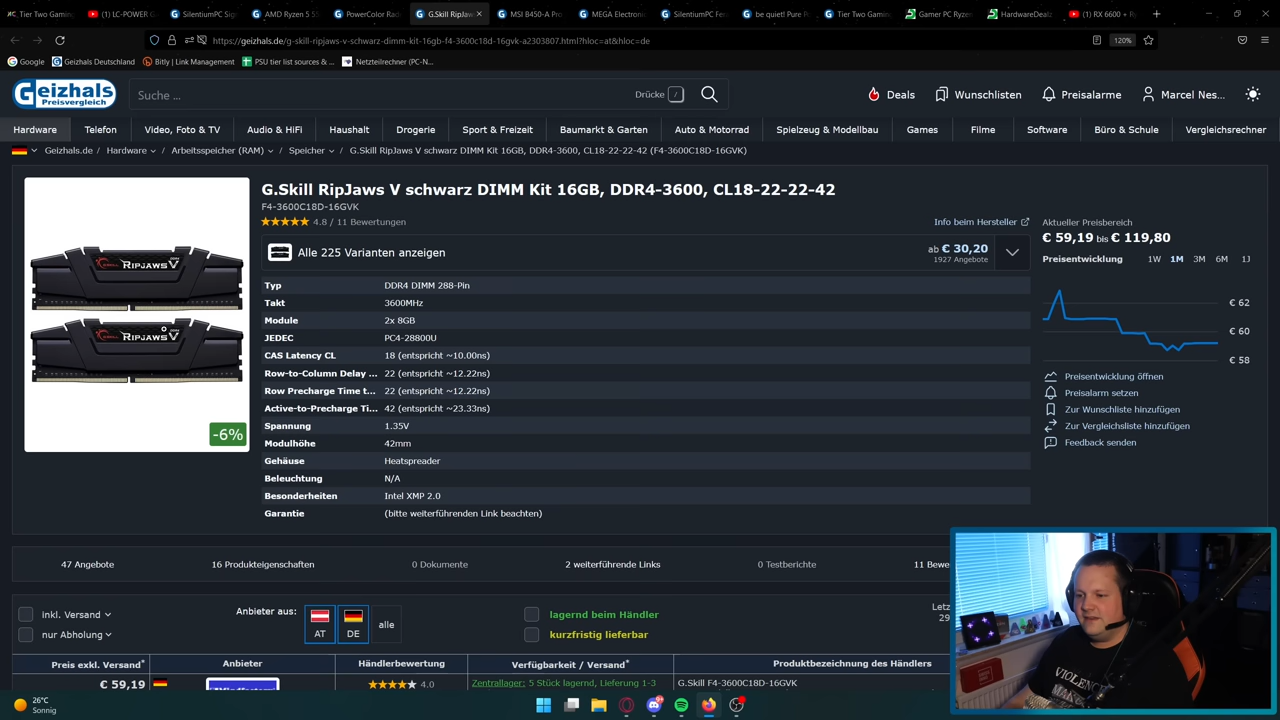 Tier Two Gaming
(1) LC-POWER G
SilentiumPC Sig
AMD Ryzen 5 55
PowerColor Rade
G.Skill RipJaws
MSI B450-A Pro
MEGA Electroni
SilentiumPC Fer
be quiet! Pure R
Tier Two Gamin
Gamer PC Ryzen
HardwareDealz
(1) RX 6600 + Ry
https://geizhals.de/g-skill-ripjaws-v-schwarz-dimm-kit-16gb-f4-3600c18d-16gvk-a2303807.html?hloc=at&hloc=de
120%
Google
Geizhals Deutschland
Bitly | Link Management
PSU tier list sources & ...
Netzteilrechner (PC-N...
Geizhals
Preisvergleich
Suche ...
Drücke /
Deals
Wunschlisten
Preisalarme
Marcel Nes...
Hardware
Telefon
Video, Foto & TV
Audio & HiFi
Haushalt
Drogerie
Sport & Freizeit
Baumarkt & Garten
Auto & Motorrad
Spielzeug & Modellbau
Games
Filme
Software
Büro & Schule
Vergleichsrechner
Geizhals.de / Hardware / Arbeitsspeicher (RAM) / Speicher / G.Skill RipJaws V schwarz DIMM Kit 16GB, DDR4-3600, CL18-22-22-42 (F4-3600C18D-16GVK)
RIPJAWS V
RIPJAWS V
-6%
G.Skill RipJaws V schwarz DIMM Kit 16GB, DDR4-3600, CL18-22-22-42
F4-3600C18D-16GVK
4.8 / 11 Bewertungen
Info beim Hersteller
Alle 225 Varianten anzeigen
ab € 30,20
1927 Angebote
Typ DDR4 DIMM 288-Pin
Takt 3600MHz
Module 2x 8GB
JEDEC PC4-28800U
CAS Latency CL 18 (entspricht ~10.00ns)
Row-to-Column Delay ... 22 (entspricht ~12.22ns)
Row Precharge Time t... 22 (entspricht ~12.22ns)
Active-to-Precharge Ti... 42 (entspricht ~23.33ns)
Spannung 1.35V
Modulhöhe 42mm
Gehäuse Heatspreader
Beleuchtung N/A
Besonderheiten Intel XMP 2.0
Garantie (bitte weiterführenden Link beachten)
Aktueller Preisbereich
€ 59,19 bis € 119,80
Preisentwicklung 1W 1M 3M 6M 1J
€ 62
€ 60
€ 58
Preisentwicklung öffnen
Preisalarm setzen
Zur Wunschliste hinzufügen
Zur Vergleichsliste hinzufügen
Feedback senden
47 Angebote
16 Produkteigenschaften
0 Dokumente
2 weiterführende Links
0 Testberichte
11 Bewe
inkl. Versand
nur Abholung
Anbieter aus:
AT
DE
alle
lagernd beim Händler
kurzfristig lieferbar
Letz
29
Preis exkl. Versand*
Anbieter
Händlerbewertung
Verfügbarkeit / Versand*
Produktbezeichnung des Händlers
€ 59,19
4.0
Zentrallager: 5 Stück lagernd, Lieferung 1-3
G.Skill F4-3600C18D-16GVK
VIOLENC
26°C
Sonnig